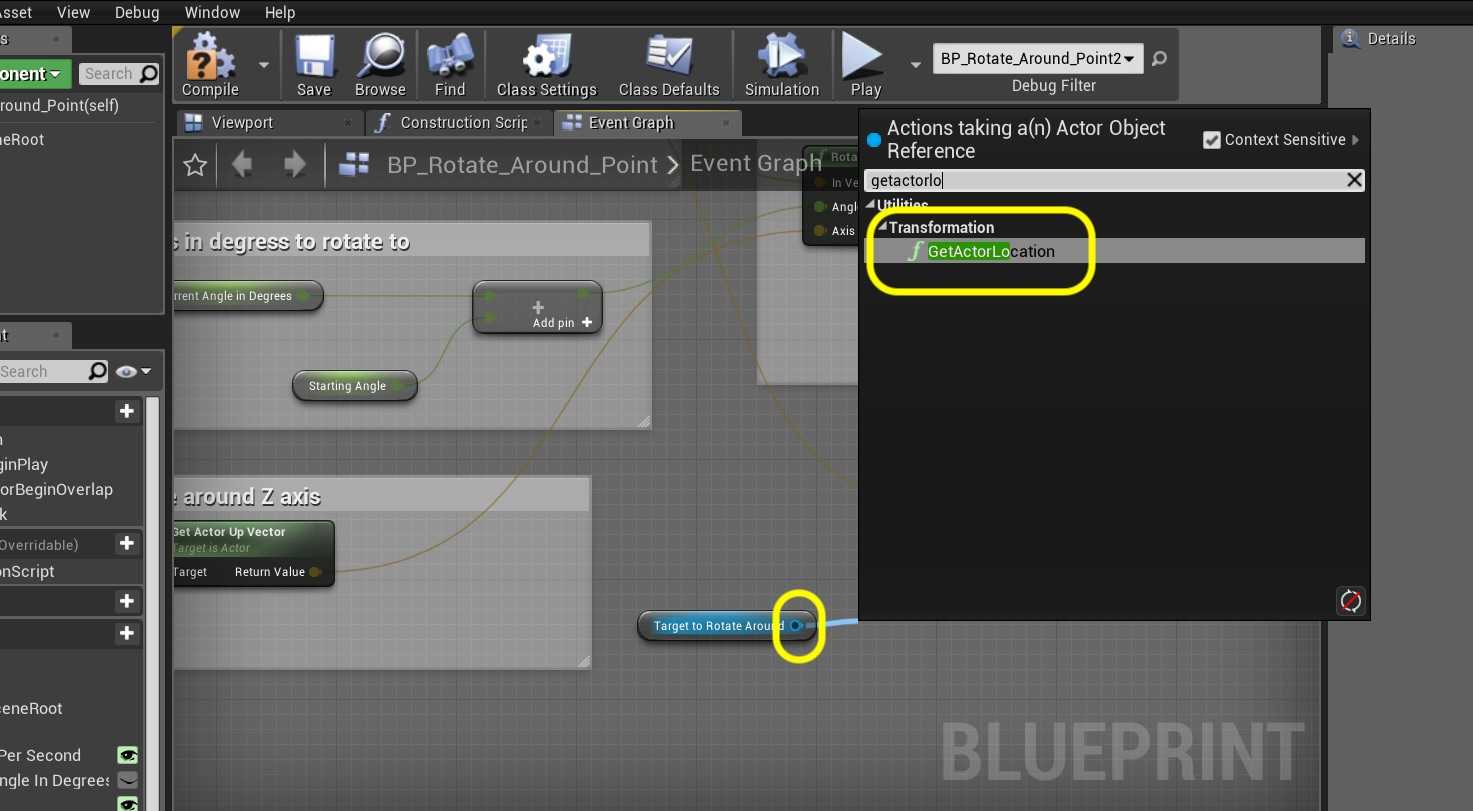 Asset View Debug Window Help
s
onent Search
round_Point(self)
neRoot
Compile Save Browse Find Class Settings Class Defaults Simulation Play
BP_Rotate_Around_Point2
Debug Filter
Details
Viewport Construction Scrip Event Graph
BP_Rotate_Around_Point > Event Graph
Actions taking a(n) Actor Object
Reference
Context Sensitive
getactorlo
Utilities
Transformation
GetActorLocation
Rota
In Ve
Angl
Axis
s in degress to rotate to
rrent Angle in Degrees
Add pin
Starting Angle
e around Z axis
Get Actor Up Vector
Target is Actor
Target Return Value
Target to Rotate Around
nt
Search
n
ginPlay
orBeginOverlap
k
Overridable)
onScript
ceneRoot
Per Second
ngle In Degrees
BLUEPRINT